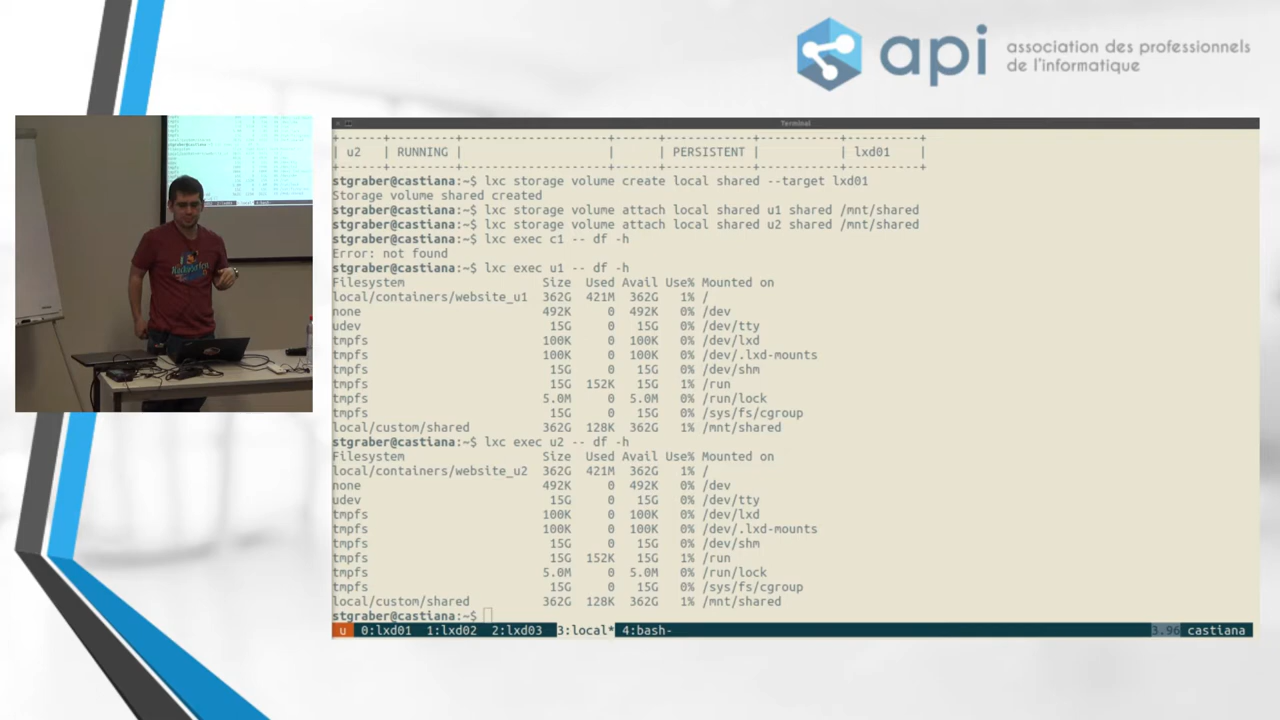 api
association des professionnels
de l'informatique
Terminal
+-----+---------+---------------------+-----+------------+-----------+----------+
| u2 | RUNNING | | | PERSISTENT | | lxd01 |
+-----+---------+---------------------+-----+------------+-----------+----------+
stgraber@castiana:~$ lxc storage volume create local shared --target lxd01
Storage volume shared created
stgraber@castiana:~$ lxc storage volume attach local shared u1 shared /mnt/shared
stgraber@castiana:~$ lxc storage volume attach local shared u2 shared /mnt/shared
stgraber@castiana:~$ lxc exec c1 -- df -h
Error: not found
stgraber@castiana:~$ lxc exec u1 -- df -h
Filesystem Size Used Avail Use% Mounted on
local/containers/website_u1 362G 421M 362G 1% /
none 492K 0 492K 0% /dev
udev 15G 0 15G 0% /dev/tty
tmpfs 100K 0 100K 0% /dev/lxd
tmpfs 100K 0 100K 0% /dev/.lxd-mounts
tmpfs 15G 0 15G 0% /dev/shm
tmpfs 15G 152K 15G 1% /run
tmpfs 5.0M 0 5.0M 0% /run/lock
tmpfs 15G 0 15G 0% /sys/fs/cgroup
local/custom/shared 362G 128K 362G 1% /mnt/shared
stgraber@castiana:~$ lxc exec u2 -- df -h
Filesystem Size Used Avail Use% Mounted on
local/containers/website_u2 362G 421M 362G 1% /
none 492K 0 492K 0% /dev
udev 15G 0 15G 0% /dev/tty
tmpfs 100K 0 100K 0% /dev/lxd
tmpfs 100K 0 100K 0% /dev/.lxd-mounts
tmpfs 15G 0 15G 0% /dev/shm
tmpfs 15G 152K 15G 1% /run
tmpfs 5.0M 0 5.0M 0% /run/lock
tmpfs 15G 0 15G 0% /sys/fs/cgroup
local/custom/shared 362G 128K 362G 1% /mnt/shared
stgraber@castiana:~$
u 0:lxd01 1:lxd02 2:lxd03 3:local* 4:bash- 3.96 castiana